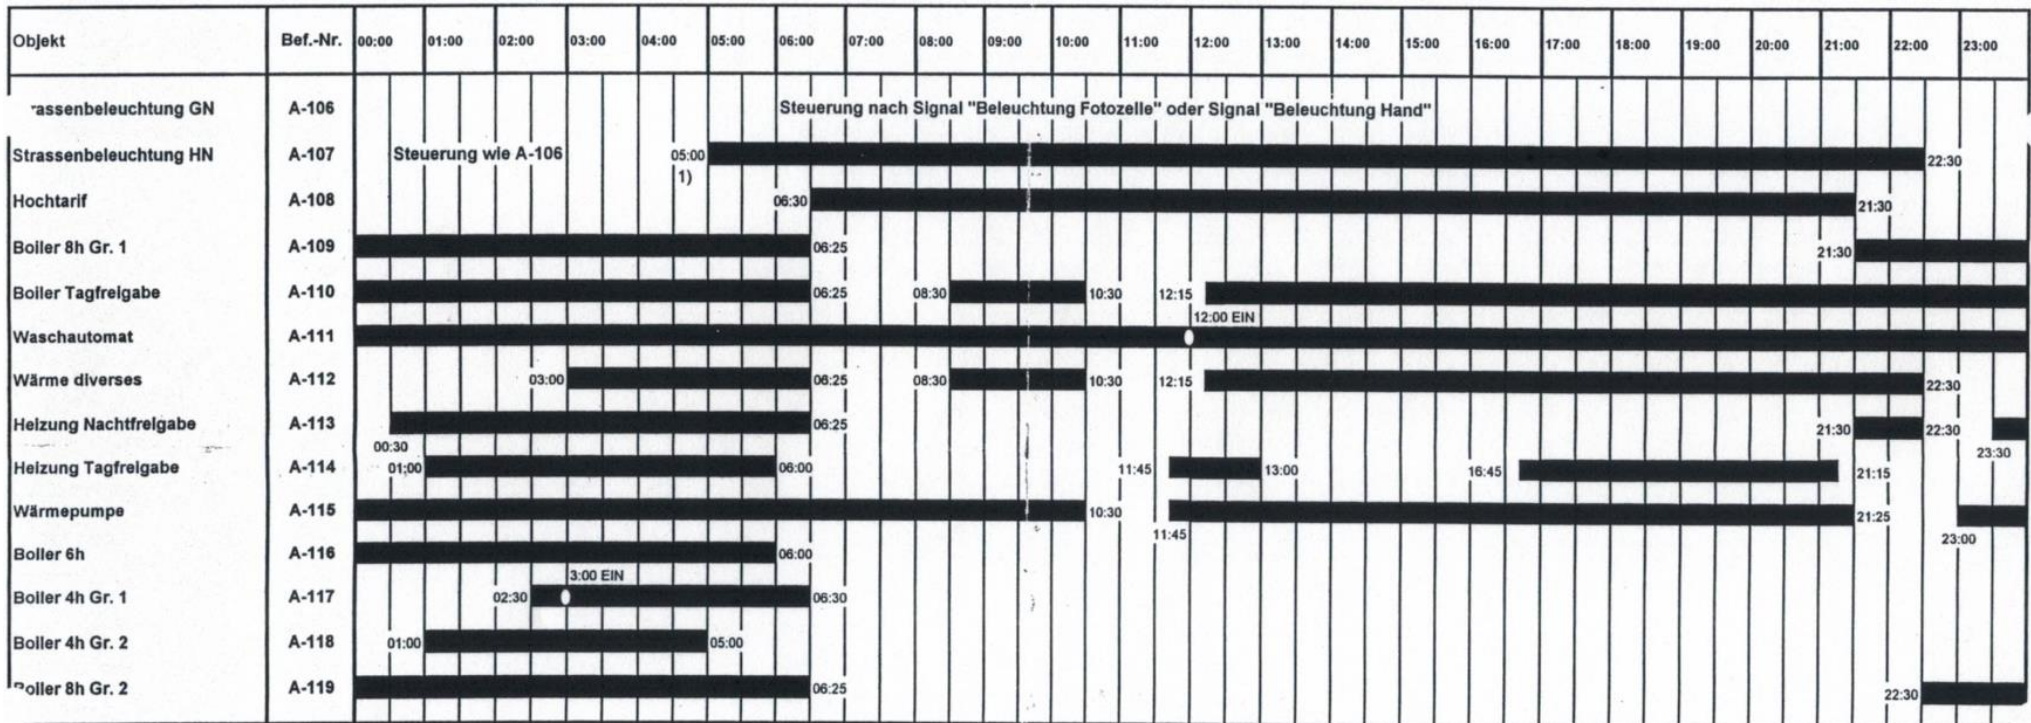 Objekt Bef.-Nr. 00:00 01:00 02:00 03:00 04:00 05:00 06:00 07:00 08:00 09:00 10:00 11:00 12:00 13:00 14:00 15:00 16:00 17:00 18:00 19:00 20:00 21:00 22:00 23:00
rassenbeleuchtung GN A-106 Steuerung nach Signal "Beleuchtung Fotozelle" oder Signal "Beleuchtung Hand"
Strassenbeleuchtung HN A-107 Steuerung wie A-106 05:00 22:30
1)
Hochtarif A-108 06:30 21:30
Boiler 8h Gr. 1 A-109 06:25 21:30
Boiler Tagfreigabe A-110 06:25 08:30 10:30 12:15
12:00 EIN
Waschautomat A-111
Wärme diverses A-112 03:00 06:25 08:30 10:30 12:15 22:30
Heizung Nachtfreigabe A-113 06:25 21:30 22:30
00:30 23:30
Heizung Tagfreigabe A-114 01:00 06:00 11:45 13:00 16:45 21:15
Wärmepumpe A-115 10:30 21:25
11:45 23:00
Boiler 6h A-116 06:00
3:00 EIN
Boiler 4h Gr. 1 A-117 02:30 06:30
Boiler 4h Gr. 2 A-118 01:00 05:00
Boiler 8h Gr. 2 A-119 06:25 22:30